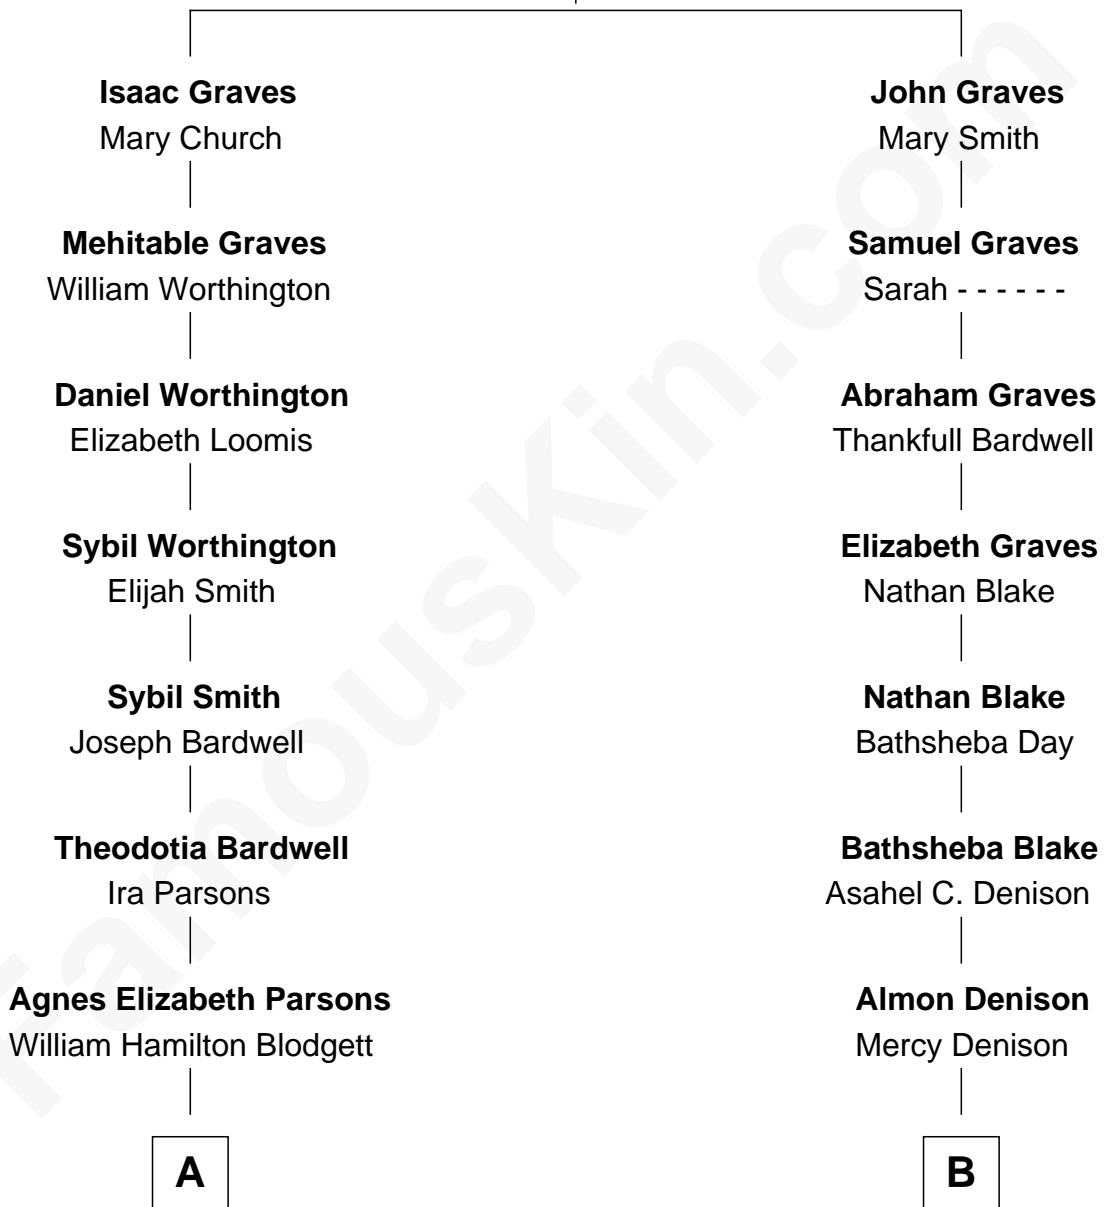 Isaac Graves
Mary Church
John Graves
Mary Smith
Mehitable Graves
William Worthington
Samuel Graves
Sarah - - - - - -
Daniel Worthington
Elizabeth Loomis
Abraham Graves
Thankfull Bardwell
Sybil Worthington
Elijah Smith
Elizabeth Graves
Nathan Blake
Sybil Smith
Joseph Bardwell
Nathan Blake
Bathsheba Day
Theodotia Bardwell
Ira Parsons
Bathsheba Blake
Asahel C. Denison
Agnes Elizabeth Parsons
William Hamilton Blodgett
Almon Denison
Mercy Denison
A
B
FamousKin.com